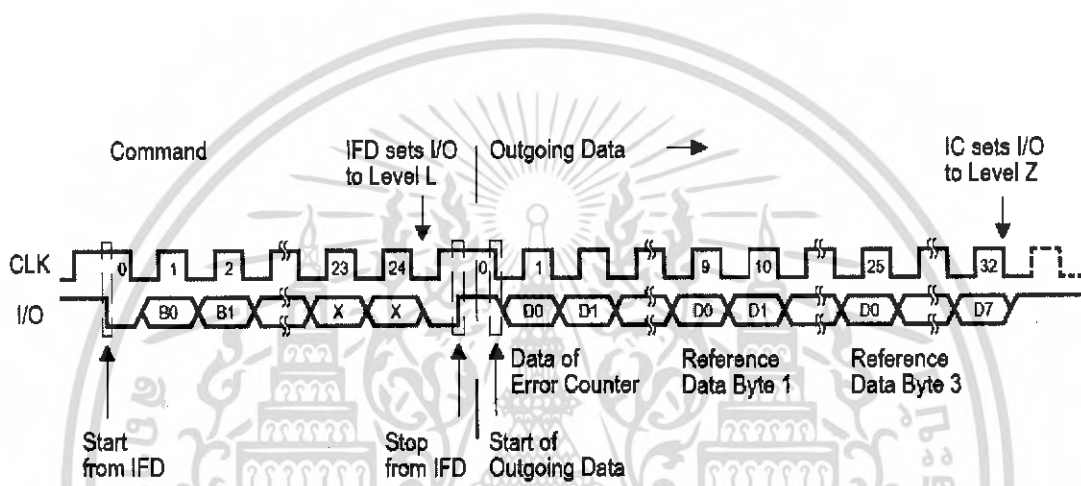 Command
IFD sets I/O
to Level L
Outgoing Data
IC sets I/O
to Level Z
CLK
0 1 2 23 24 0 1 9 10 25 32
I/O
B0 B1 X X D0 D1 D0 D1 D0 D7
Data of
Error Counter
Reference
Data Byte 1
Reference
Data Byte 3
Start
from IFD
Stop
from IFD
Start of
Outgoing Data